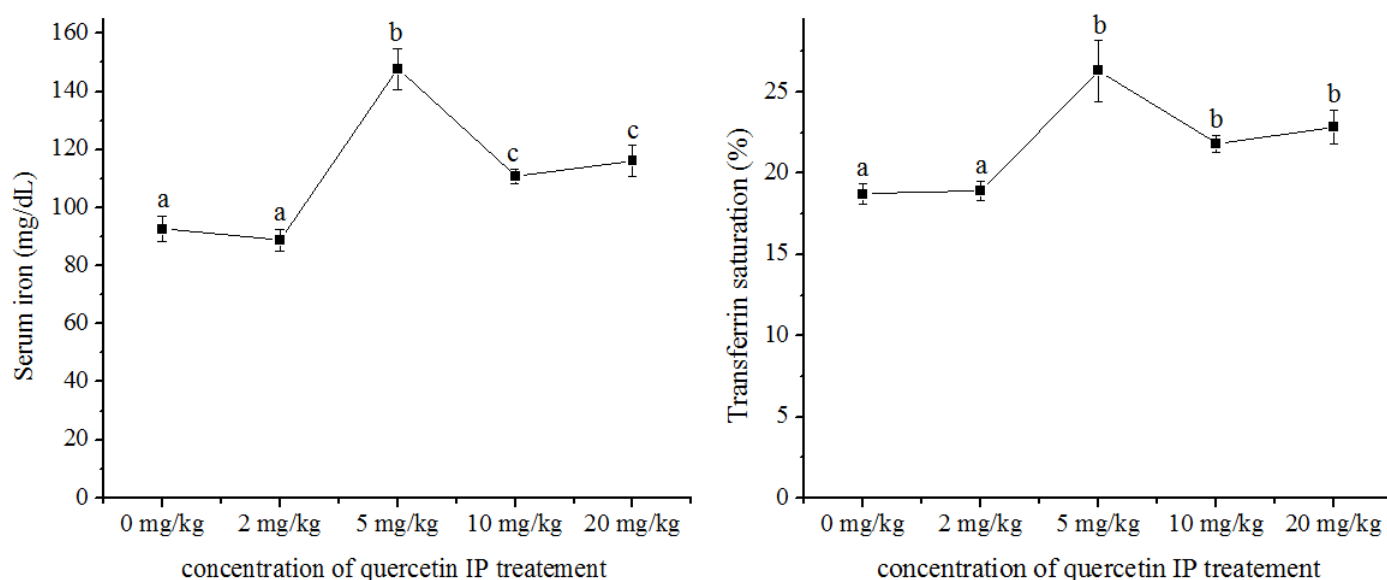 Serum iron (mg/dL)
160
140
120
100
80
60
40
20
0
a
a
b
c
c
0 mg/kg 2 mg/kg 5 mg/kg 10 mg/kg 20 mg/kg
concentration of quercetin IP treatement
Transferrin saturation (%)
25
20
15
10
5
0
a
a
b
b
b
0 mg/kg 2 mg/kg 5 mg/kg 10 mg/kg 20 mg/kg
concentration of quercetin IP treatement